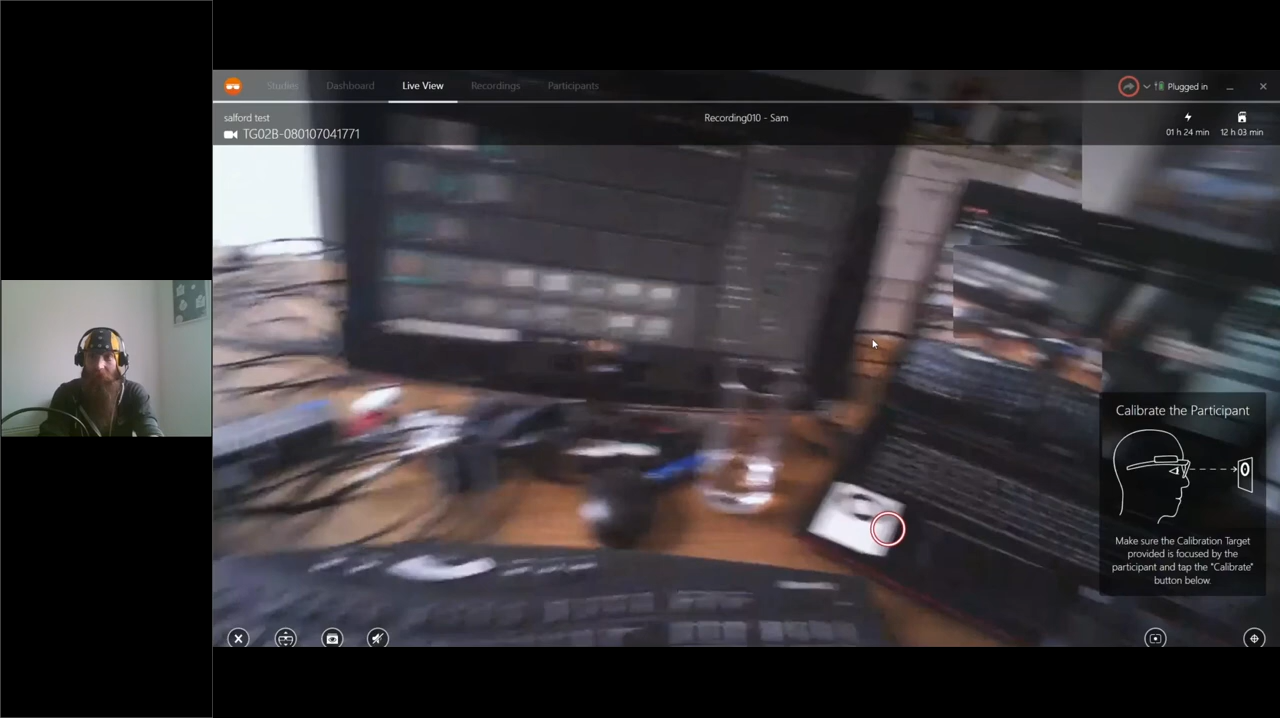 Studies Dashboard Live View Recordings Participants Plugged in
salford test
TG02B-080107041771
Recording010 - Sam
01 h 24 min 12 h 03 min
Calibrate the Participant
Make sure the Calibration Target
provided is focused by the
participant and tap the "Calibrate"
button below.